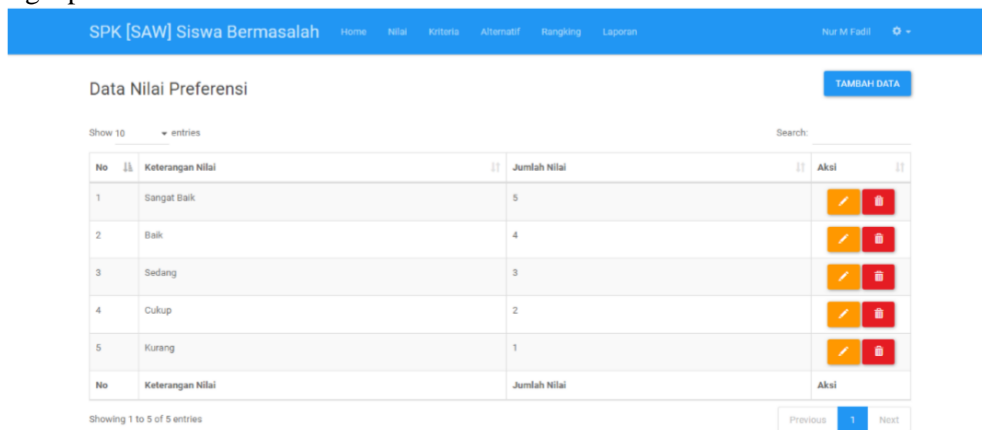 SPK [SAW] Siswa Bermasalah Home Nilai Kriteria Alternatif Rangking Laporan Nur M Fadil
Data Nilai Preferensi TAMBAH DATA
Show 10 entries Search:
No Keterangan Nilai Jumlah Nilai Aksi
1 Sangat Baik 5
2 Baik 4
3 Sedang 3
4 Cukup 2
5 Kurang 1
No Keterangan Nilai Jumlah Nilai Aksi
Showing 1 to 5 of 5 entries Previous 1 Next